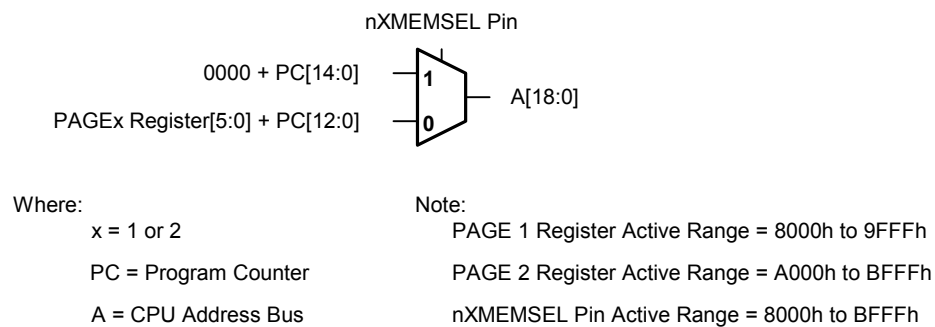 nXMEMSEL Pin
0000 + PC[14:0]
1
A[18:0]
PAGEx Register[5:0] + PC[12:0]
0
Where:
x = 1 or 2
PC = Program Counter
A = CPU Address Bus
Note:
PAGE 1 Register Active Range = 8000h to 9FFFh
PAGE 2 Register Active Range = A000h to BFFFh
nXMEMSEL Pin Active Range = 8000h to BFFFh